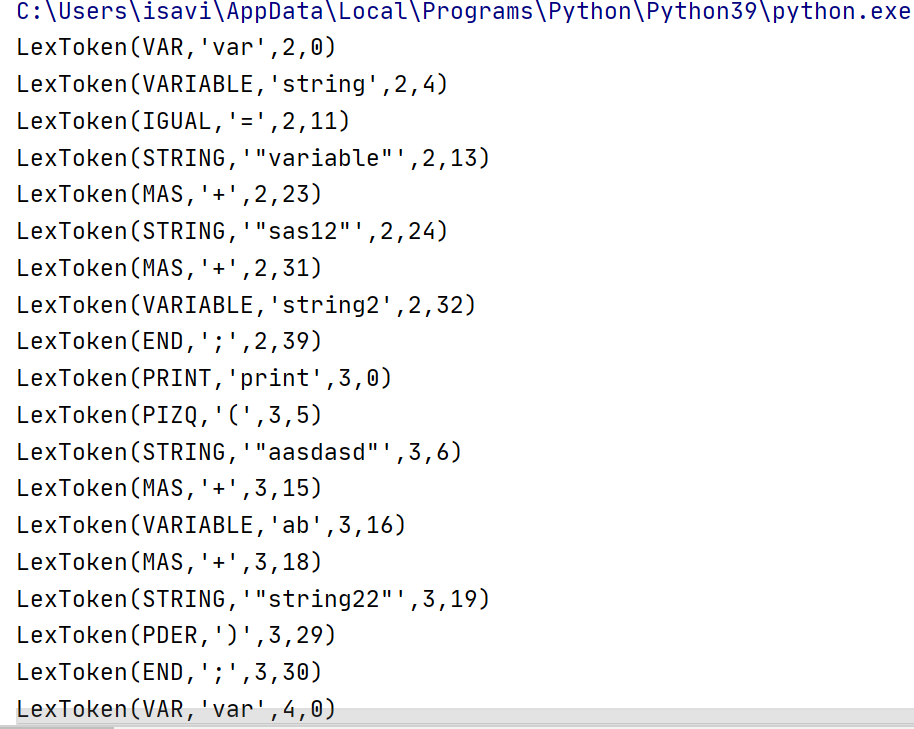 C:\Users\isavi\AppData\Local\Programs\Python\Python39\python.exe
LexToken(VAR,'var',2,0)
LexToken(VARIABLE,'string',2,4)
LexToken(IGUAL,'=',2,11)
LexToken(STRING,'"variable"',2,13)
LexToken(MAS,'+',2,23)
LexToken(STRING,'"sas12"',2,24)
LexToken(MAS,'+',2,31)
LexToken(VARIABLE,'string2',2,32)
LexToken(END,';',2,39)
LexToken(PRINT,'print',3,0)
LexToken(PIZQ,'(',3,5)
LexToken(STRING,'"aasdasd"',3,6)
LexToken(MAS,'+',3,15)
LexToken(VARIABLE,'ab',3,16)
LexToken(MAS,'+',3,18)
LexToken(STRING,'"string22"',3,19)
LexToken(PDER,')',3,29)
LexToken(END,';',3,30)
LexToken(VAR,'var',4,0)